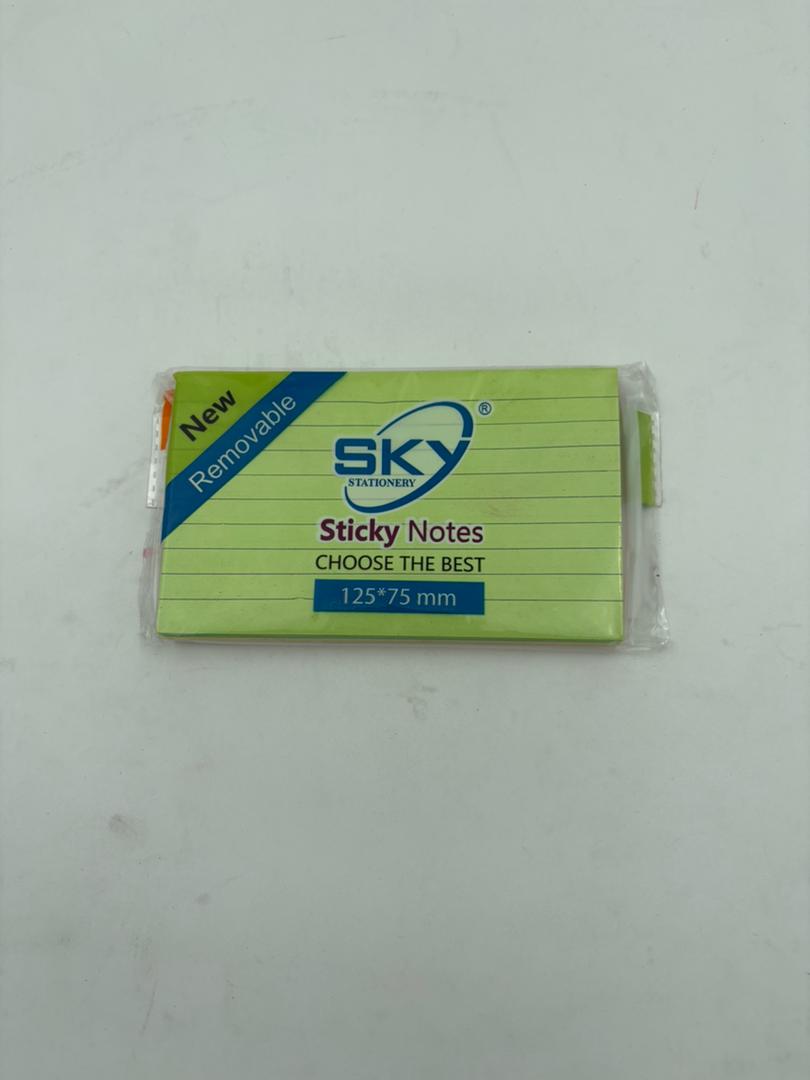 New
Removable
SKY ®
STATIONERY
Sticky Notes
CHOOSE THE BEST
125*75 mm